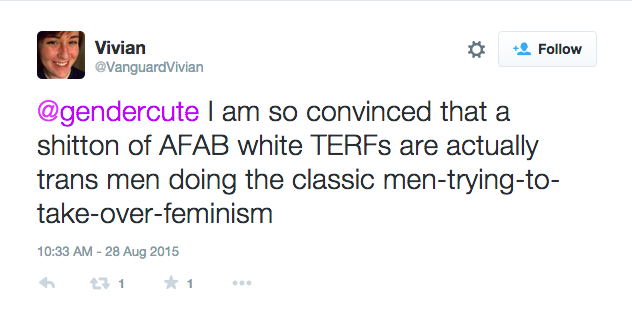 Vivian
@VanguardVivian
Follow
@gendercute I am so convinced that a
shitton of AFAB white TERFs are actually
trans men doing the classic men-trying-to-
take-over-feminism
10:33 AM - 28 Aug 2015
1
1